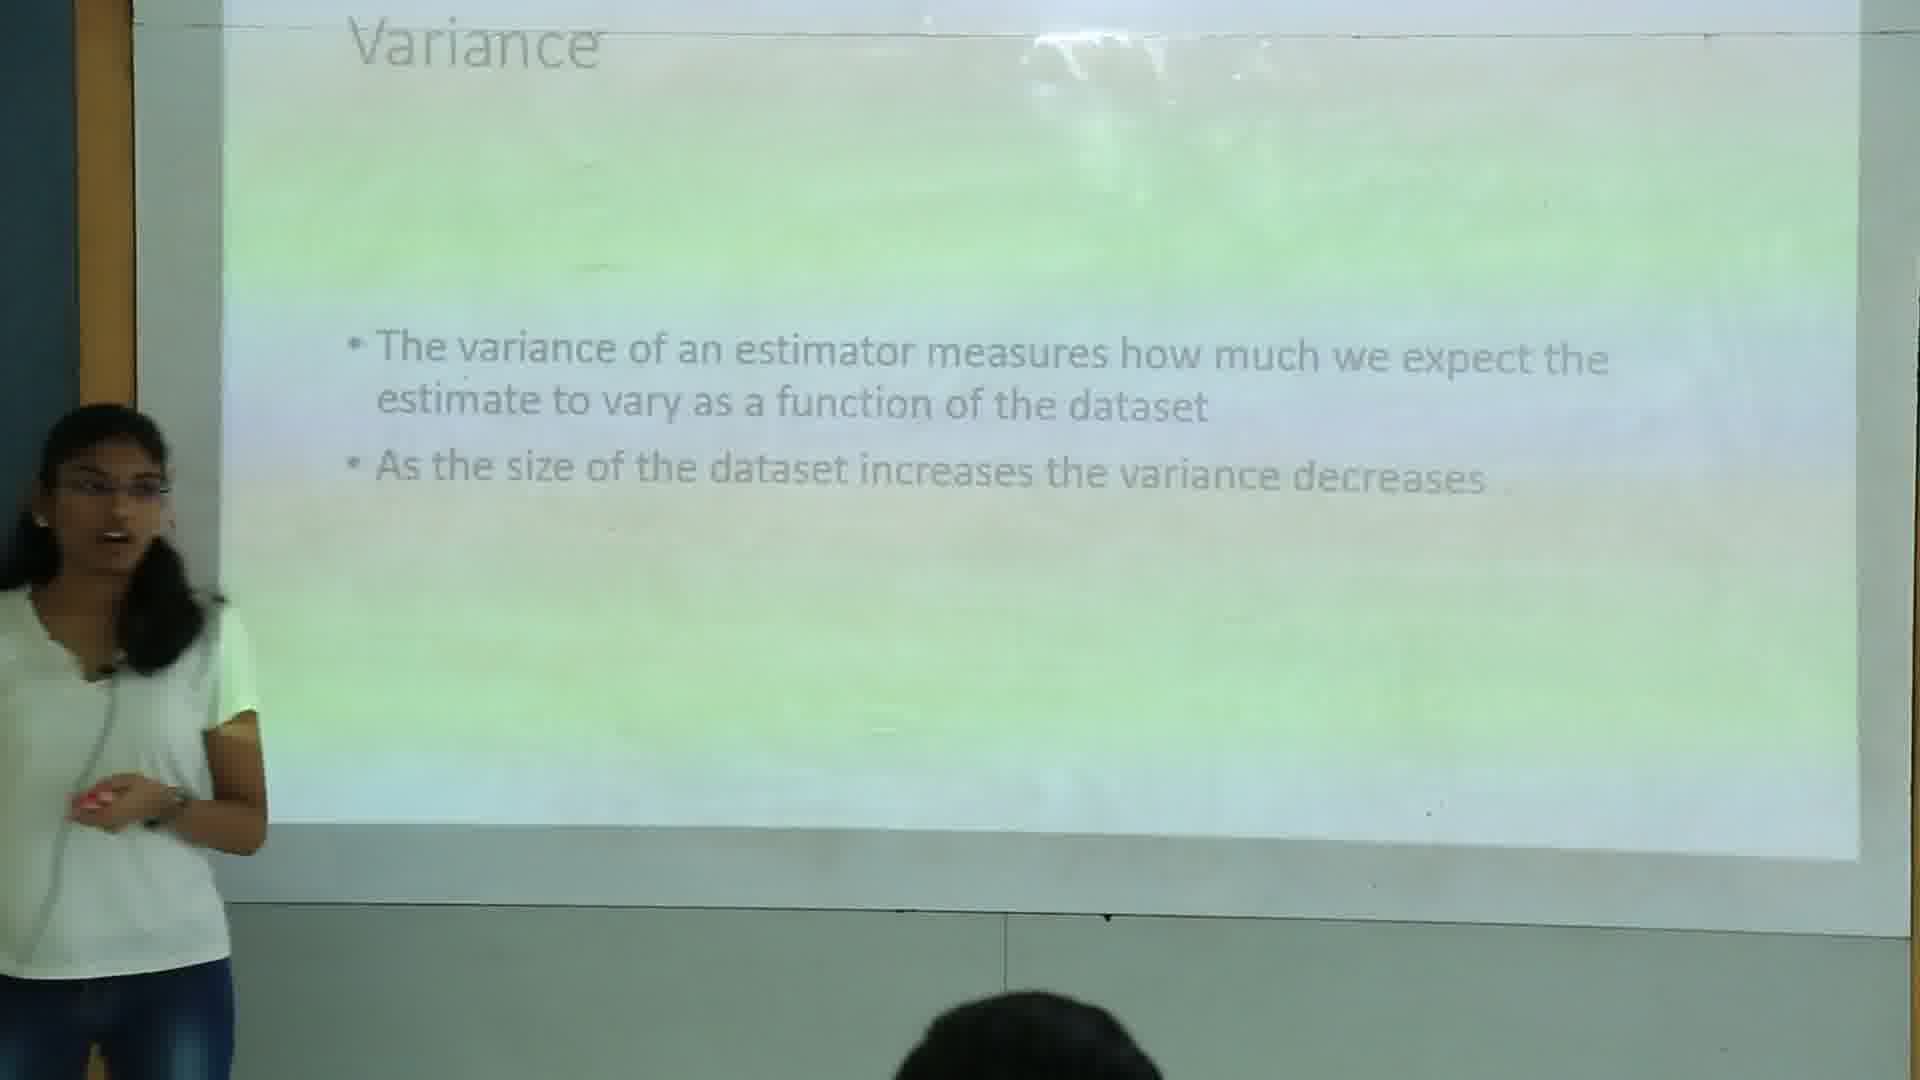 Variance
• The variance of an estimator measures how much we expect the
estimate to vary as a function of the dataset
• As the size of the dataset increases the variance decreases